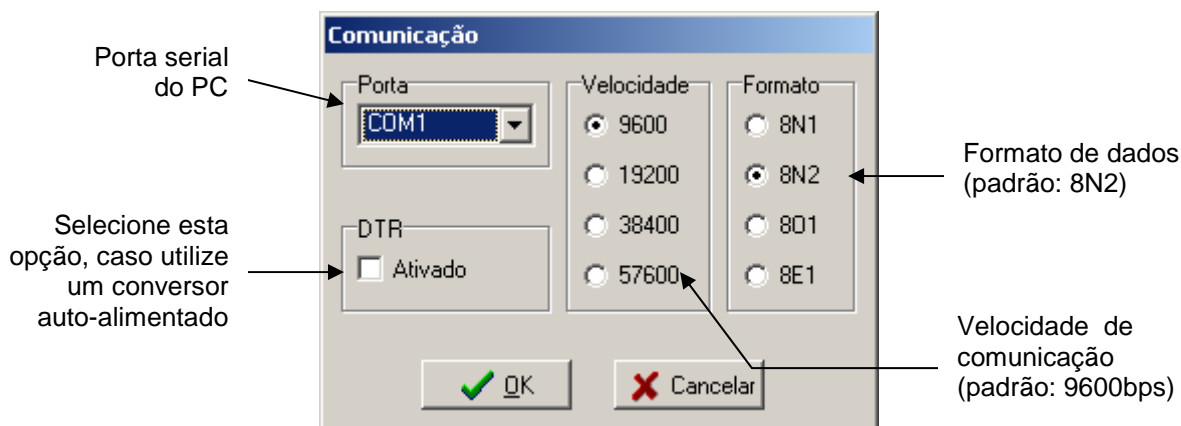 Comunicação
Porta serial
do PC
Porta
COM1
Velocidade
9600
19200
38400
57600
Formato
8N1
8N2
8O1
8E1
Formato de dados
(padrão: 8N2)
Selecione esta
opção, caso utilize
um conversor
auto-alimentado
DTR
Ativado
Velocidade de
comunicação
(padrão: 9600bps)
OK
Cancelar